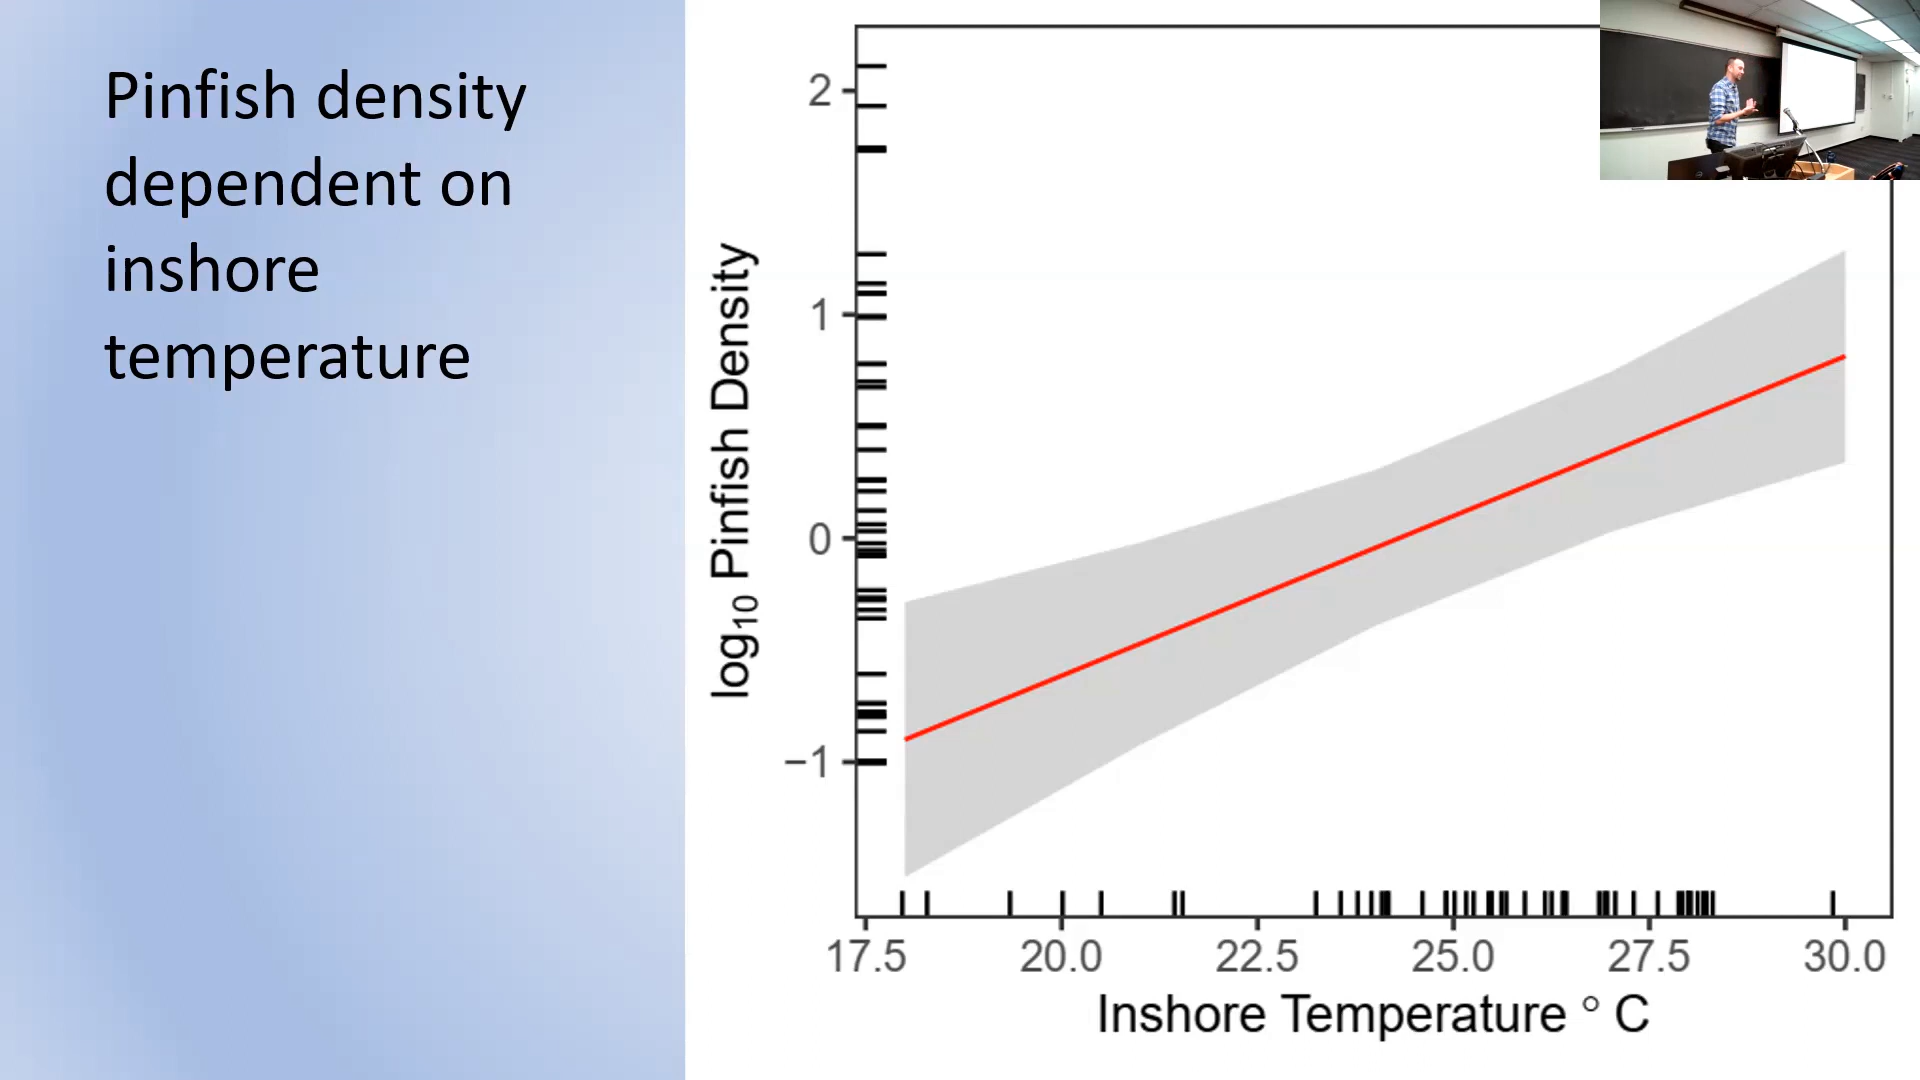 Pinfish density
dependent on
inshore
temperature
log10 Pinfish Density
2
1
0
−1
17.5 20.0 22.5 25.0 27.5 30.0
Inshore Temperature ° C